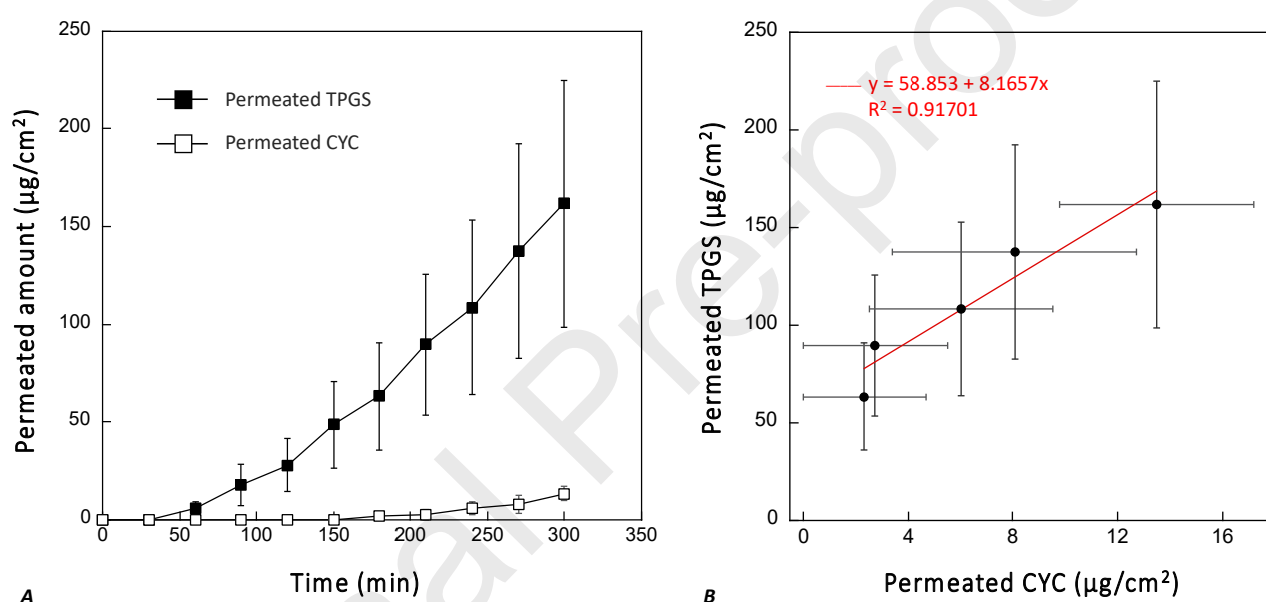 250
200
150
100
50
0
0
50
100
150
200
250
300
350
Permeated amount (µg/cm²)
Time (min)
Permeated TPGS
Permeated CYC
A
250
200
150
100
50
0
0
4
8
12
16
Permeated TPGS (µg/cm²)
Permeated CYC (µg/cm²)
y = 58.853 + 8.1657x
R² = 0.91701
B
nal Pre-proo